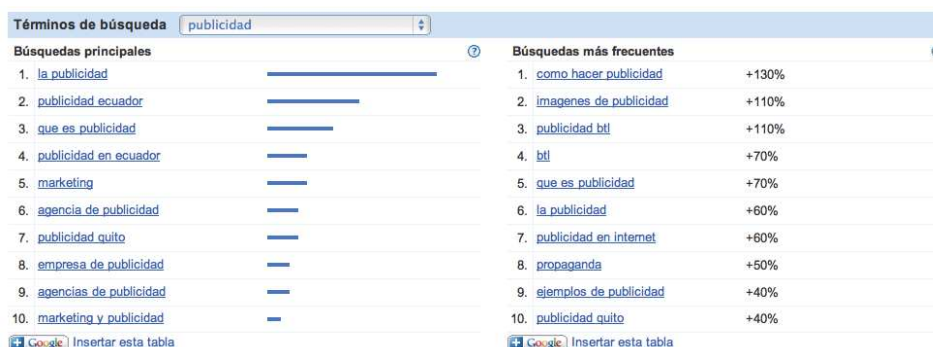 Términos de búsqueda publicidad
Búsquedas principales
1. la publicidad
2. publicidad ecuador
3. que es publicidad
4. publicidad en ecuador
5. marketing
6. agencia de publicidad
7. publicidad quito
8. empresa de publicidad
9. agencias de publicidad
10. marketing y publicidad
Google Insertar esta tabla
Búsquedas más frecuentes
1. como hacer publicidad +130%
2. imagenes de publicidad +110%
3. publicidad btl +110%
4. btl +70%
5. que es publicidad +70%
6. la publicidad +60%
7. publicidad en internet +60%
8. propaganda +50%
9. ejemplos de publicidad +40%
10. publicidad quito +40%
Google Insertar esta tabla